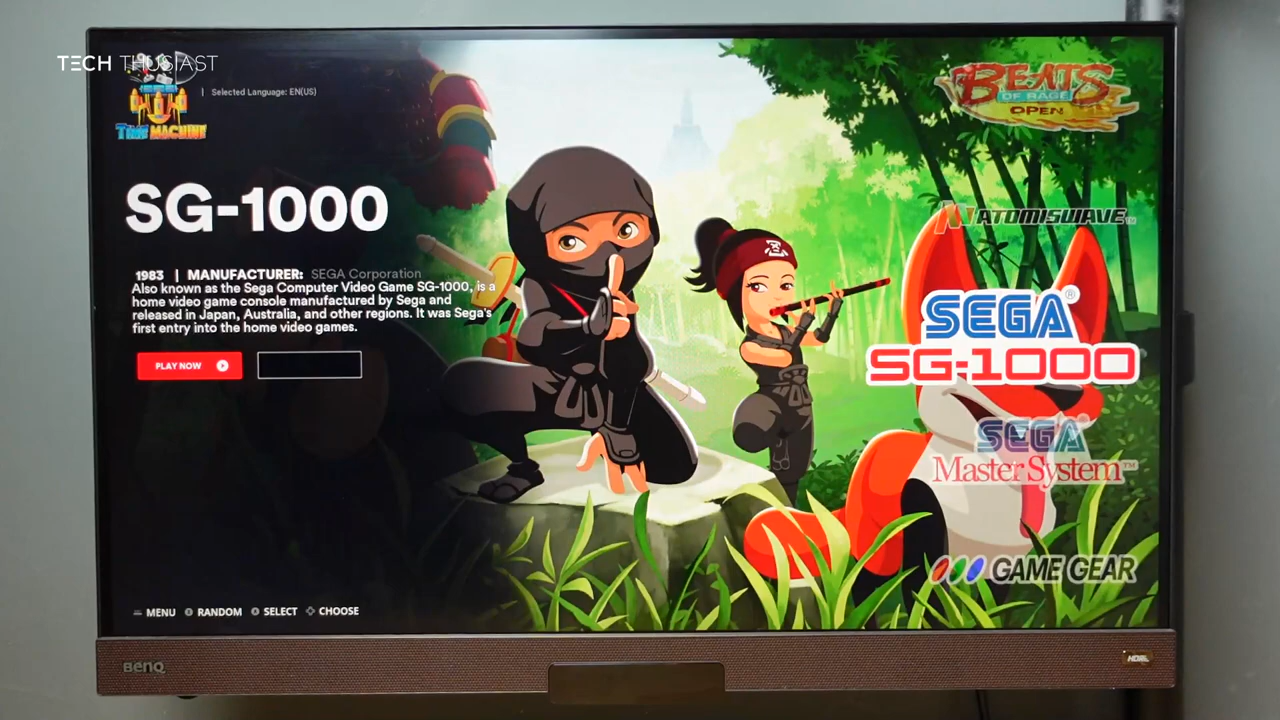 TECH THUSIAST
TIME MACHINE
Selected Language: EN(US)
SG-1000
1983 | MANUFACTURER: SEGA Corporation
Also known as the Sega Computer Video Game SG-1000, is a
home video game console manufactured by Sega and
released in Japan, Australia, and other regions. It was Sega's
first entry into the home video games.
PLAY NOW
BEATS
OF RAGE
OPEN
ATOMISWAVE™
SEGA®
SG-1000
SEGA
Master System™
GAME GEAR
MENU RANDOM SELECT CHOOSE
BenQ
HDRi